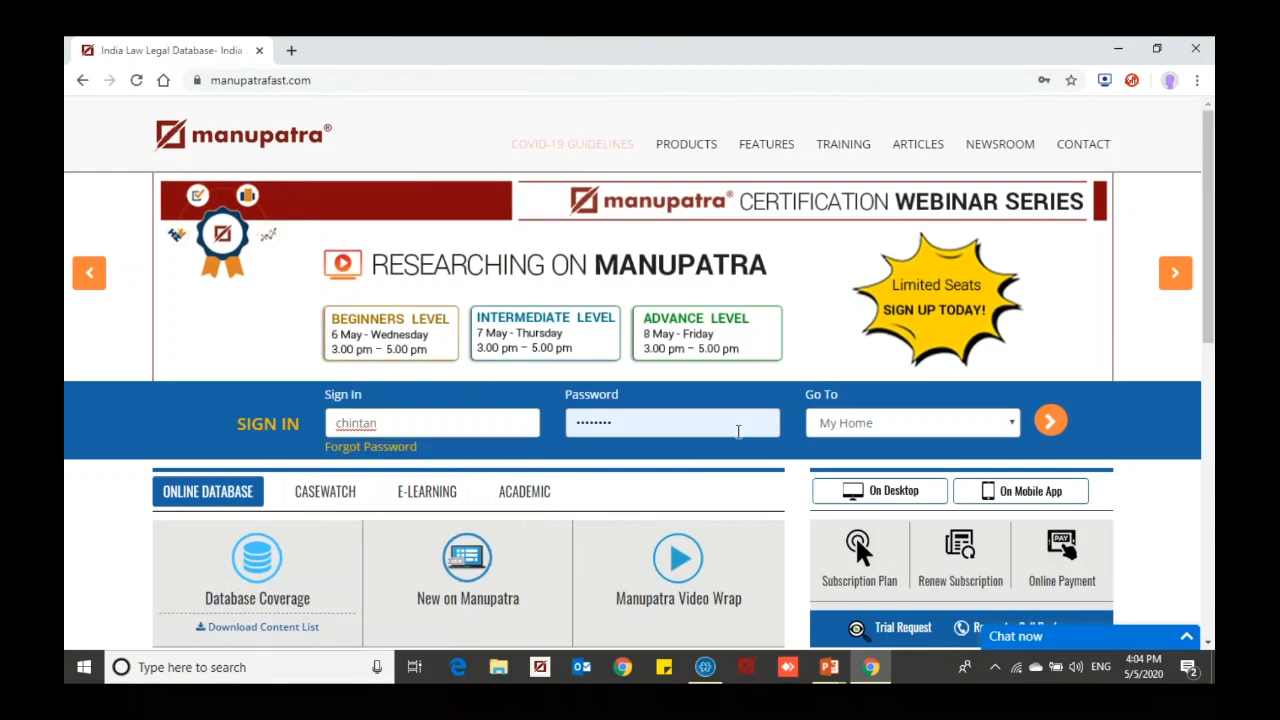 India Law Legal Database- India
manupatrafast.com
manupatra®
COVID-19 GUIDELINES
PRODUCTS
FEATURES
TRAINING
ARTICLES
NEWSROOM
CONTACT
manupatra® CERTIFICATION WEBINAR SERIES
RESEARCHING ON MANUPATRA
Limited Seats
SIGN UP TODAY!
BEGINNERS LEVEL
6 May - Wednesday
3.00 pm – 5.00 pm
INTERMEDIATE LEVEL
7 May - Thursday
3.00 pm – 5.00 pm
ADVANCE LEVEL
8 May - Friday
3.00 pm – 5.00 pm
SIGN IN
Sign In
chintan
Forgot Password
Password
••••••••
Go To
My Home
ONLINE DATABASE
CASEWATCH
E-LEARNING
ACADEMIC
On Desktop
On Mobile App
Database Coverage
Download Content List
New on Manupatra
Manupatra Video Wrap
Subscription Plan
Renew Subscription
PAY
Online Payment
Trial Request
Chat now
Type here to search
ENG
4:04 PM
5/5/2020
2